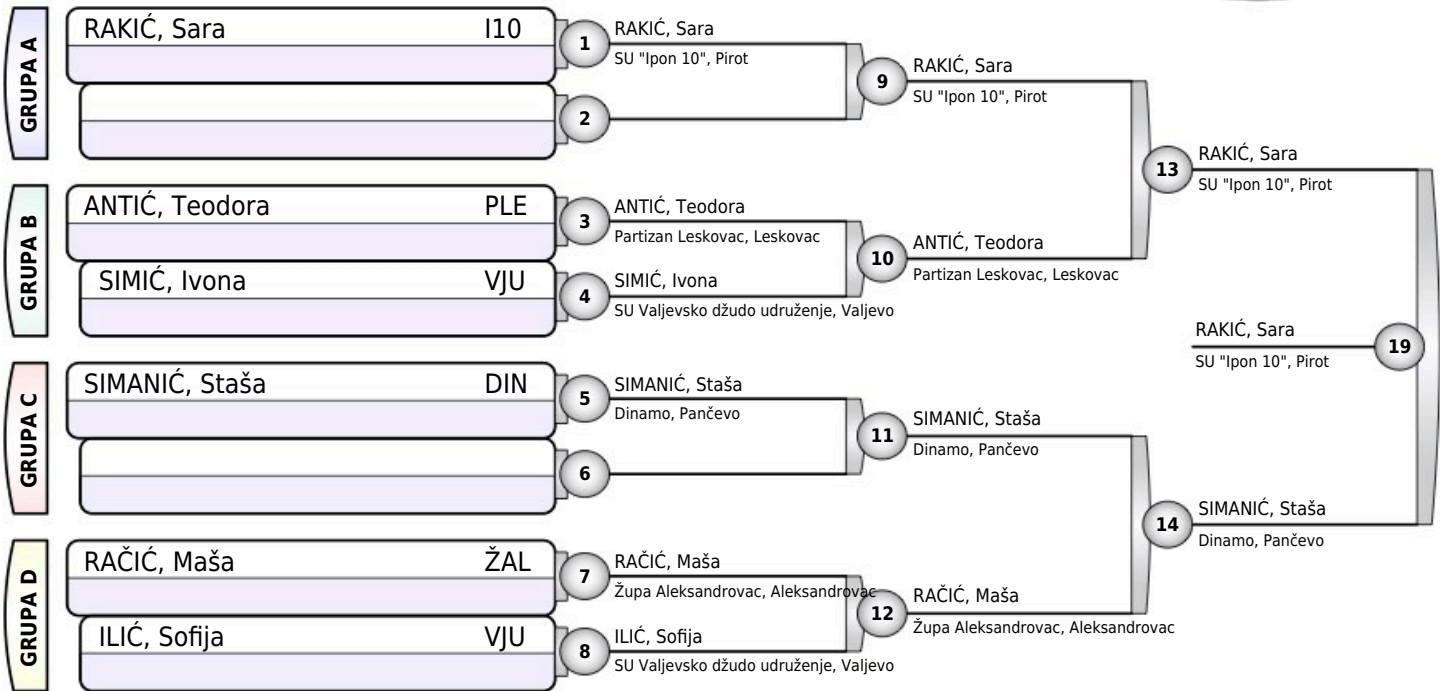 GRUPA A
RAKIĆ, Sara I10
1
RAKIĆ, Sara
SU "Ipon 10", Pirot
2
9
RAKIĆ, Sara
SU "Ipon 10", Pirot
GRUPA B
ANTIĆ, Teodora PLE
SIMIĆ, Ivona VJU
3
ANTIĆ, Teodora
Partizan Leskovac, Leskovac
4
SIMIĆ, Ivona
SU Valjevsko džudo udruženje, Valjevo
10
ANTIĆ, Teodora
Partizan Leskovac, Leskovac
13
RAKIĆ, Sara
SU "Ipon 10", Pirot
GRUPA C
SIMANIĆ, Staša DIN
5
SIMANIĆ, Staša
Dinamo, Pančevo
6
11
SIMANIĆ, Staša
Dinamo, Pančevo
GRUPA D
RAČIĆ, Maša ŽAL
ILIĆ, Sofija VJU
7
RAČIĆ, Maša
Župa Aleksandrovac, Aleksandrovac
8
ILIĆ, Sofija
SU Valjevsko džudo udruženje, Valjevo
12
RAČIĆ, Maša
Župa Aleksandrovac, Aleksandrovac
14
SIMANIĆ, Staša
Dinamo, Pančevo
RAKIĆ, Sara
SU "Ipon 10", Pirot
19